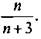 n/(n + 3).